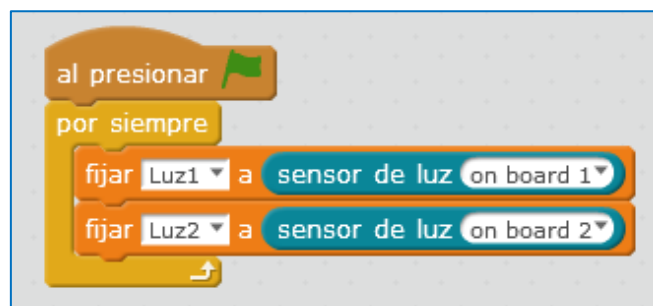 al presionar
por siempre
fijar Luz1 a sensor de luz on board 1
fijar Luz2 a sensor de luz on board 2